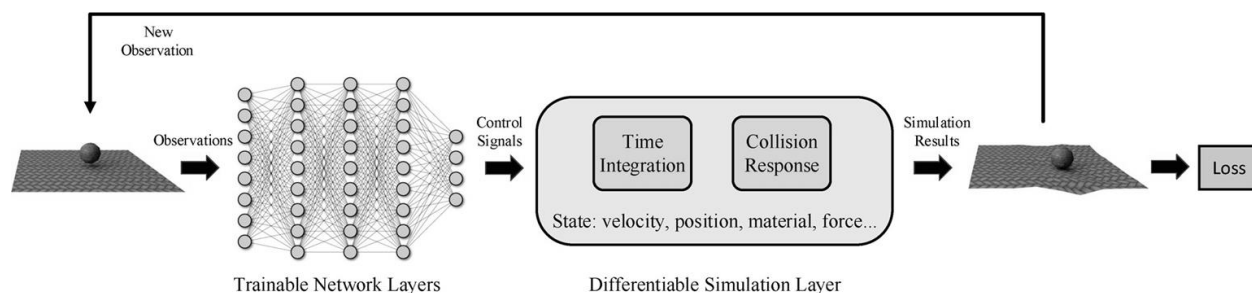 New
Observation
Observations
Control
Signals
Time
Integration
Collision
Response
State: velocity, position, material, force...
Simulation
Results
Loss
Trainable Network Layers
Differentiable Simulation Layer